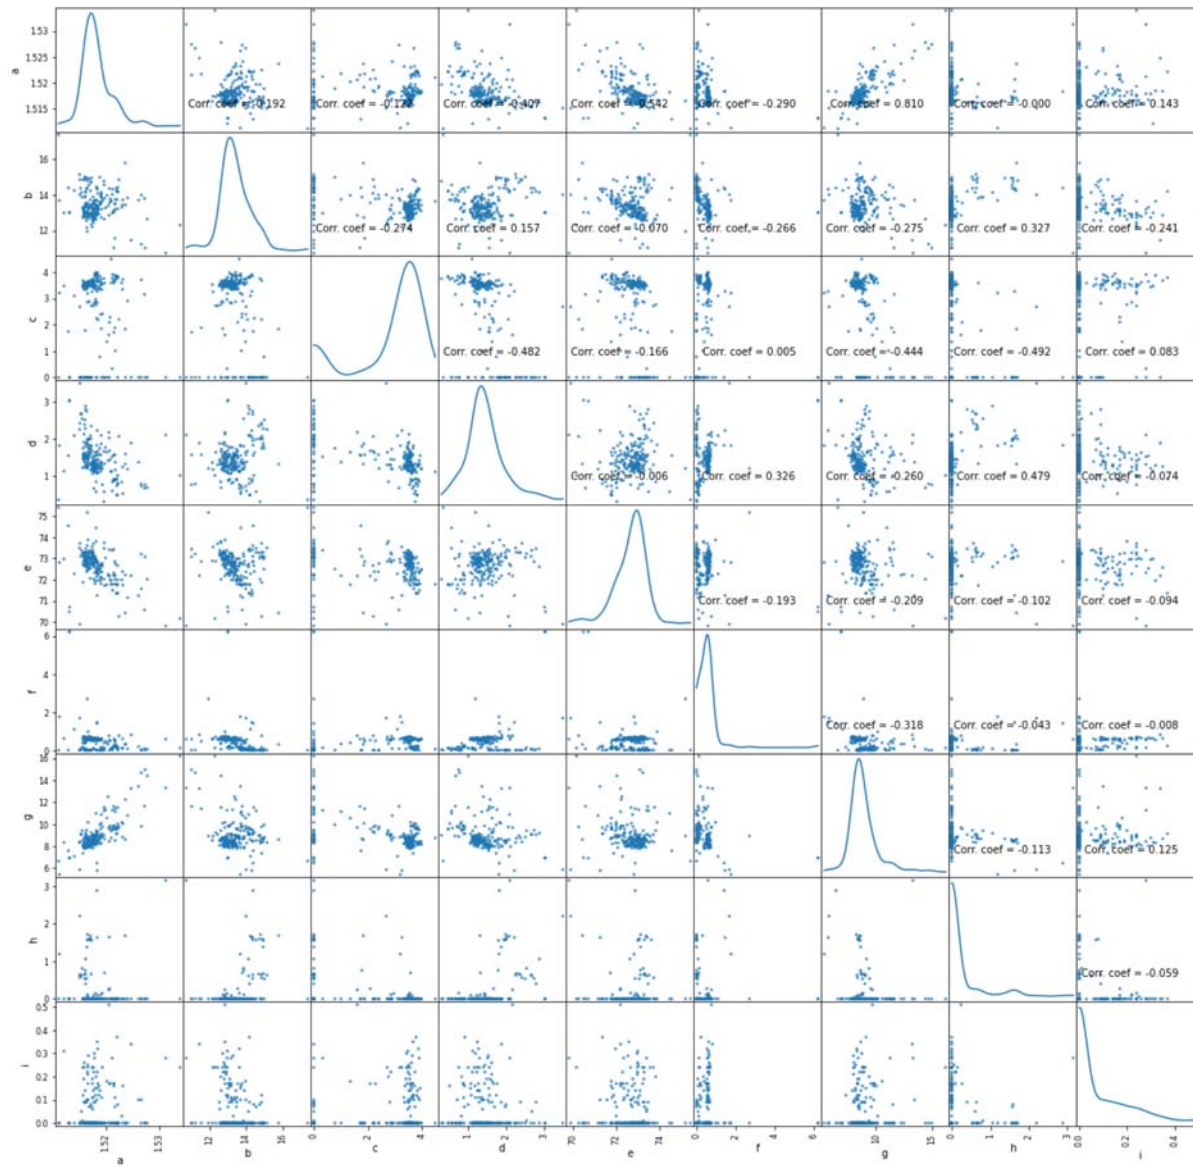 1.53
1.525
1.52
1.515
a
Corr. coef = -0.192
Corr. coef = -0.122
Corr. coef = -0.407
Corr. coef = -0.542
Corr. coef = -0.290
Corr. coef = 0.810
Corr. coef = -0.000
Corr. coef = 0.143
16
14
12
b
Corr. coef = -0.274
Corr. coef = 0.157
Corr. coef = -0.070
Corr. coef = -0.266
Corr. coef = -0.275
Corr. coef = 0.327
Corr. coef = -0.241
4
3
2
1
0
c
Corr. coef = -0.482
Corr. coef = -0.166
Corr. coef = 0.005
Corr. coef = -0.444
Corr. coef = -0.492
Corr. coef = 0.083
3
2
1
d
Corr. coef = -0.006
Corr. coef = 0.326
Corr. coef = -0.260
Corr. coef = 0.479
Corr. coef = -0.074
75
74
73
72
71
70
e
Corr. coef = -0.193
Corr. coef = -0.209
Corr. coef = -0.102
Corr. coef = -0.094
6
4
2
0
f
Corr. coef = -0.318
Corr. coef = -0.043
Corr. coef = -0.008
16
14
12
10
8
6
g
Corr. coef = -0.113
Corr. coef = 0.125
3
2
1
0
h
Corr. coef = -0.059
0.5
0.4
0.3
0.2
0.1
0.0
i
1.52 1.53
12 14 16
0 2 4
1 2 3
70 72 74
0 2 4 6
10 15
0 1 2 3
0.0 0.2 0.4
a b c d e f g h i